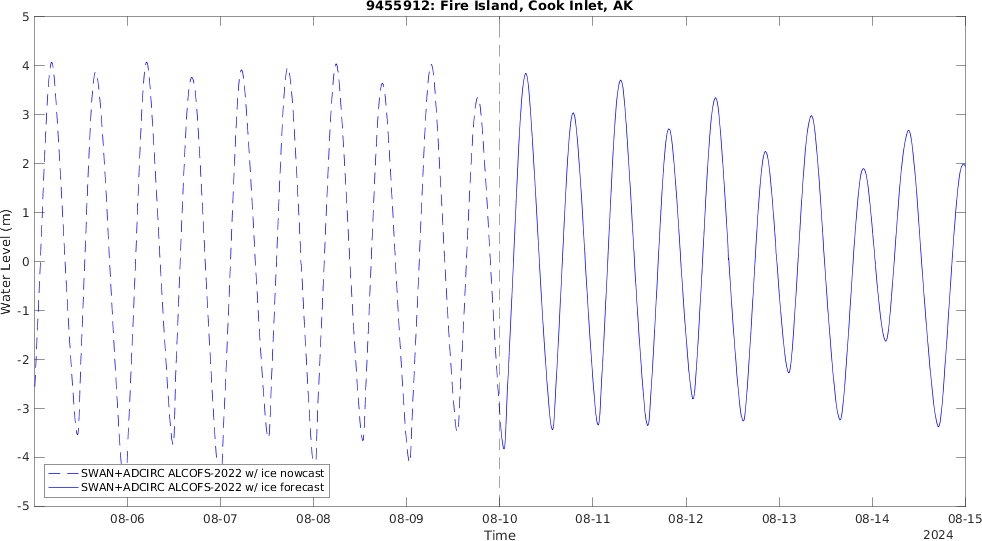 9455912: Fire Island, Cook Inlet, AK
5
4
3
2
1
0
-1
-2
-3
-4
-5
Water Level (m)
SWAN+ADCIRC ALCOFS-2022 w/ ice nowcast
SWAN+ADCIRC ALCOFS-2022 w/ ice forecast
08-06 08-07 08-08 08-09 08-10 08-11 08-12 08-13 08-14 08-15
Time
2024